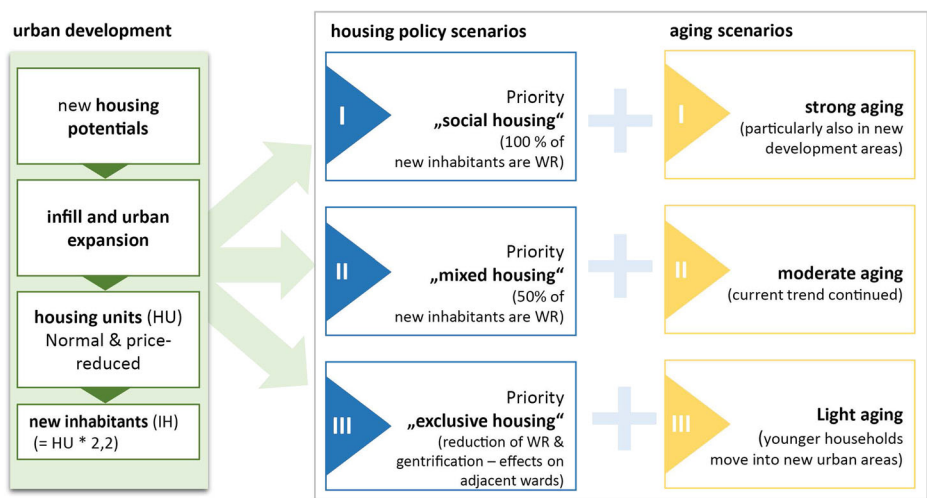 urban development
new housing
potentials
infill and urban
expansion
housing units (HU)
Normal & price-
reduced
new inhabitants (IH)
(= HU * 2,2)
housing policy scenarios
I
Priority
„social housing“
(100 % of
new inhabitants are WR)
II
Priority
„mixed housing“
(50% of
new inhabitants are WR)
III
Priority
„exclusive housing“
(reduction of WR &
gentrification – effects on
adjacent wards)
aging scenarios
I
strong aging
(particularly also in new
development areas)
II
moderate aging
(current trend continued)
III
Light aging
(younger households
move into new urban areas)